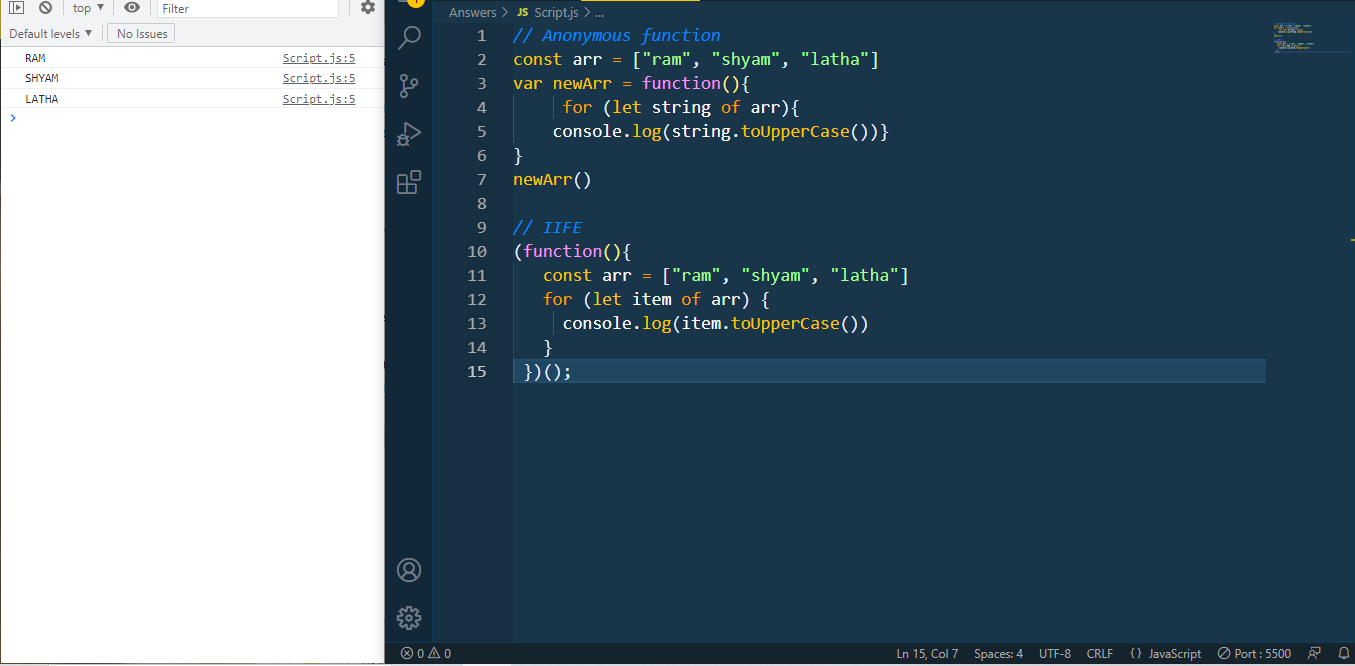 top ▼ Filter
Default levels ▼ No Issues
RAM Script.js:5
SHYAM Script.js:5
LATHA Script.js:5
>
1
Answers > JS Script.js > ...
1 // Anonymous function
2 const arr = ["ram", "shyam", "latha"]
3 var newArr = function(){
4 for (let string of arr){
5 console.log(string.toUpperCase())}
6 }
7 newArr()
8
9 // IIFE
10 (function(){
11 const arr = ["ram", "shyam", "latha"]
12 for (let item of arr) {
13 console.log(item.toUpperCase())
14 }
15 })();
0 0 Ln 15, Col 7 Spaces: 4 UTF-8 CRLF {} JavaScript Port : 5500